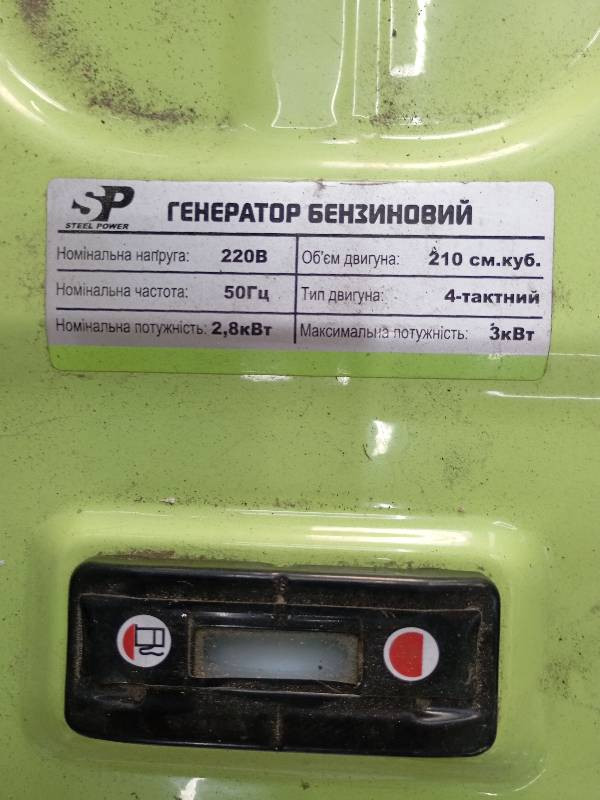 SP
STEEL POWER
ГЕНЕРАТОР БЕНЗИНОВИЙ
Номінальна напруга: 220В
Об'єм двигуна: 210 см.куб.
Номінальна частота: 50Гц
Тип двигуна: 4-тактний
Номінальна потужність: 2,8кВт
Максимальна потужність: 3кВт